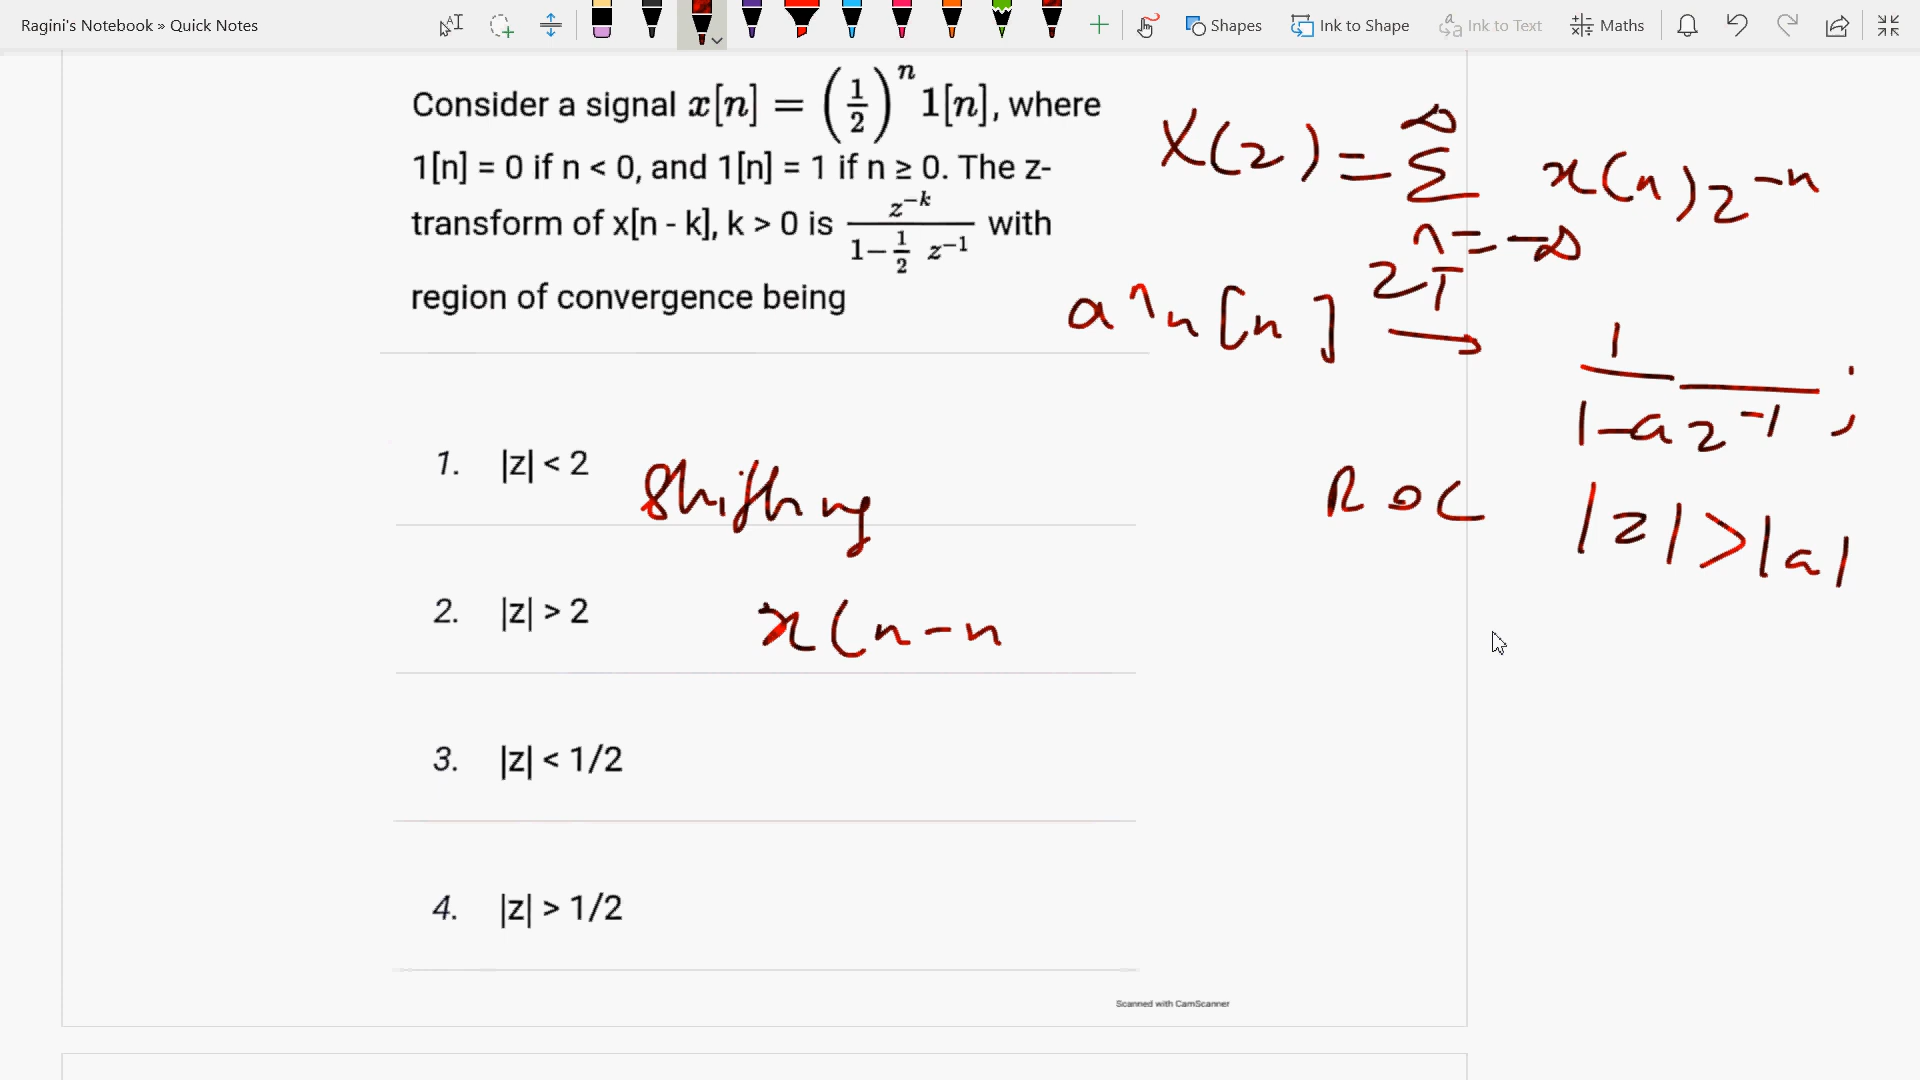 Ragini's Notebook » Quick Notes
Shapes
Ink to Shape
Ink to Text
Maths
Consider a signal x[n] = (1/2)^n 1[n], where
1[n] = 0 if n < 0, and 1[n] = 1 if n ≥ 0. The z-
transform of x[n - k], k > 0 is z^-k / (1 - 1/2 z^-1) with
region of convergence being
1. |z| < 2
2. |z| > 2
3. |z| < 1/2
4. |z| > 1/2
Scanned with CamScanner
X(z) = ∞ Σ n=-∞ x(n) z^-n
a^n u[n] ZT → 1 / (1-az^-1) ;
ROC |z|>|a|
Shifting
x(n-n